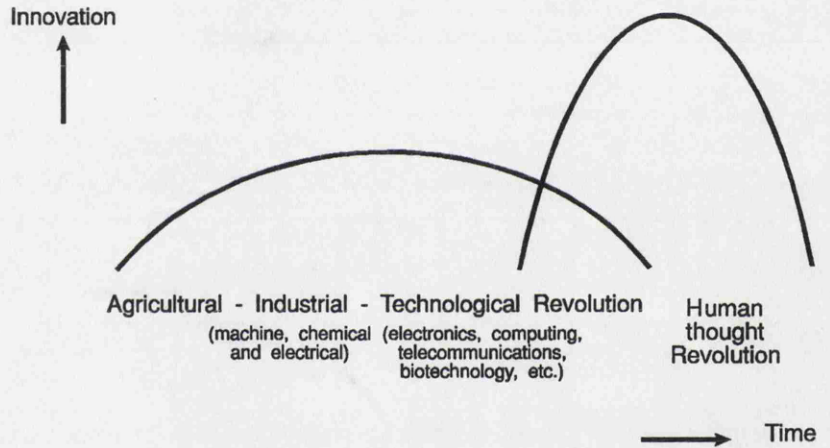 Innovation
Agricultural - Industrial - Technological Revolution
(machine, chemical
and electrical)
(electronics, computing,
telecommunications,
biotechnology, etc.)
Human
thought
Revolution
Time